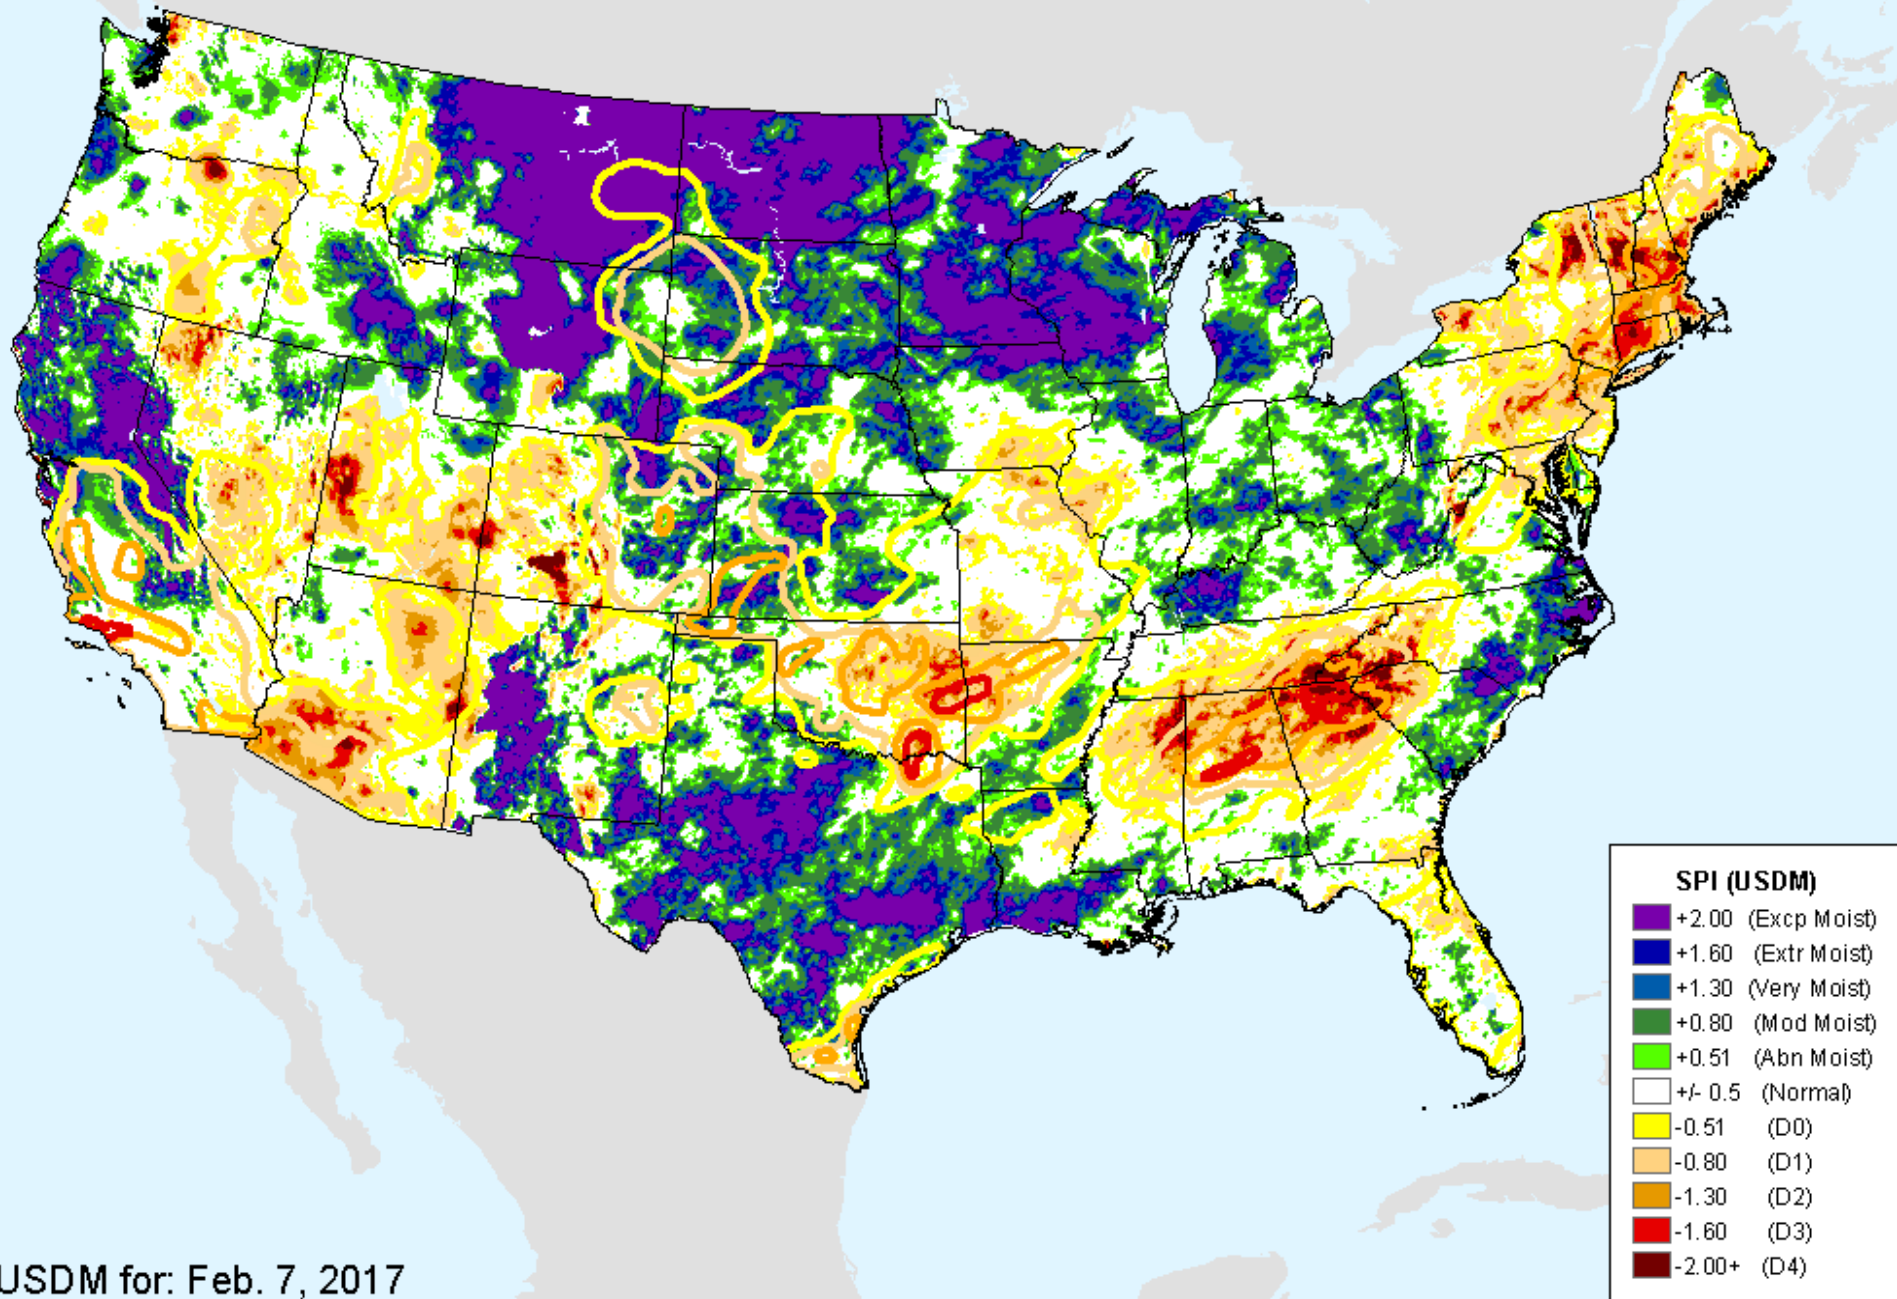 SPI (USDM)
+2.00 (Excp Moist)
+1.60 (Extr Moist)
+1.30 (Very Moist)
+0.80 (Mod Moist)
+0.51 (Abn Moist)
+/- 0.5 (Normal)
-0.51 (D0)
-0.80 (D1)
-1.30 (D2)
-1.60 (D3)
-2.00+ (D4)
USDM for: Feb. 7, 2017